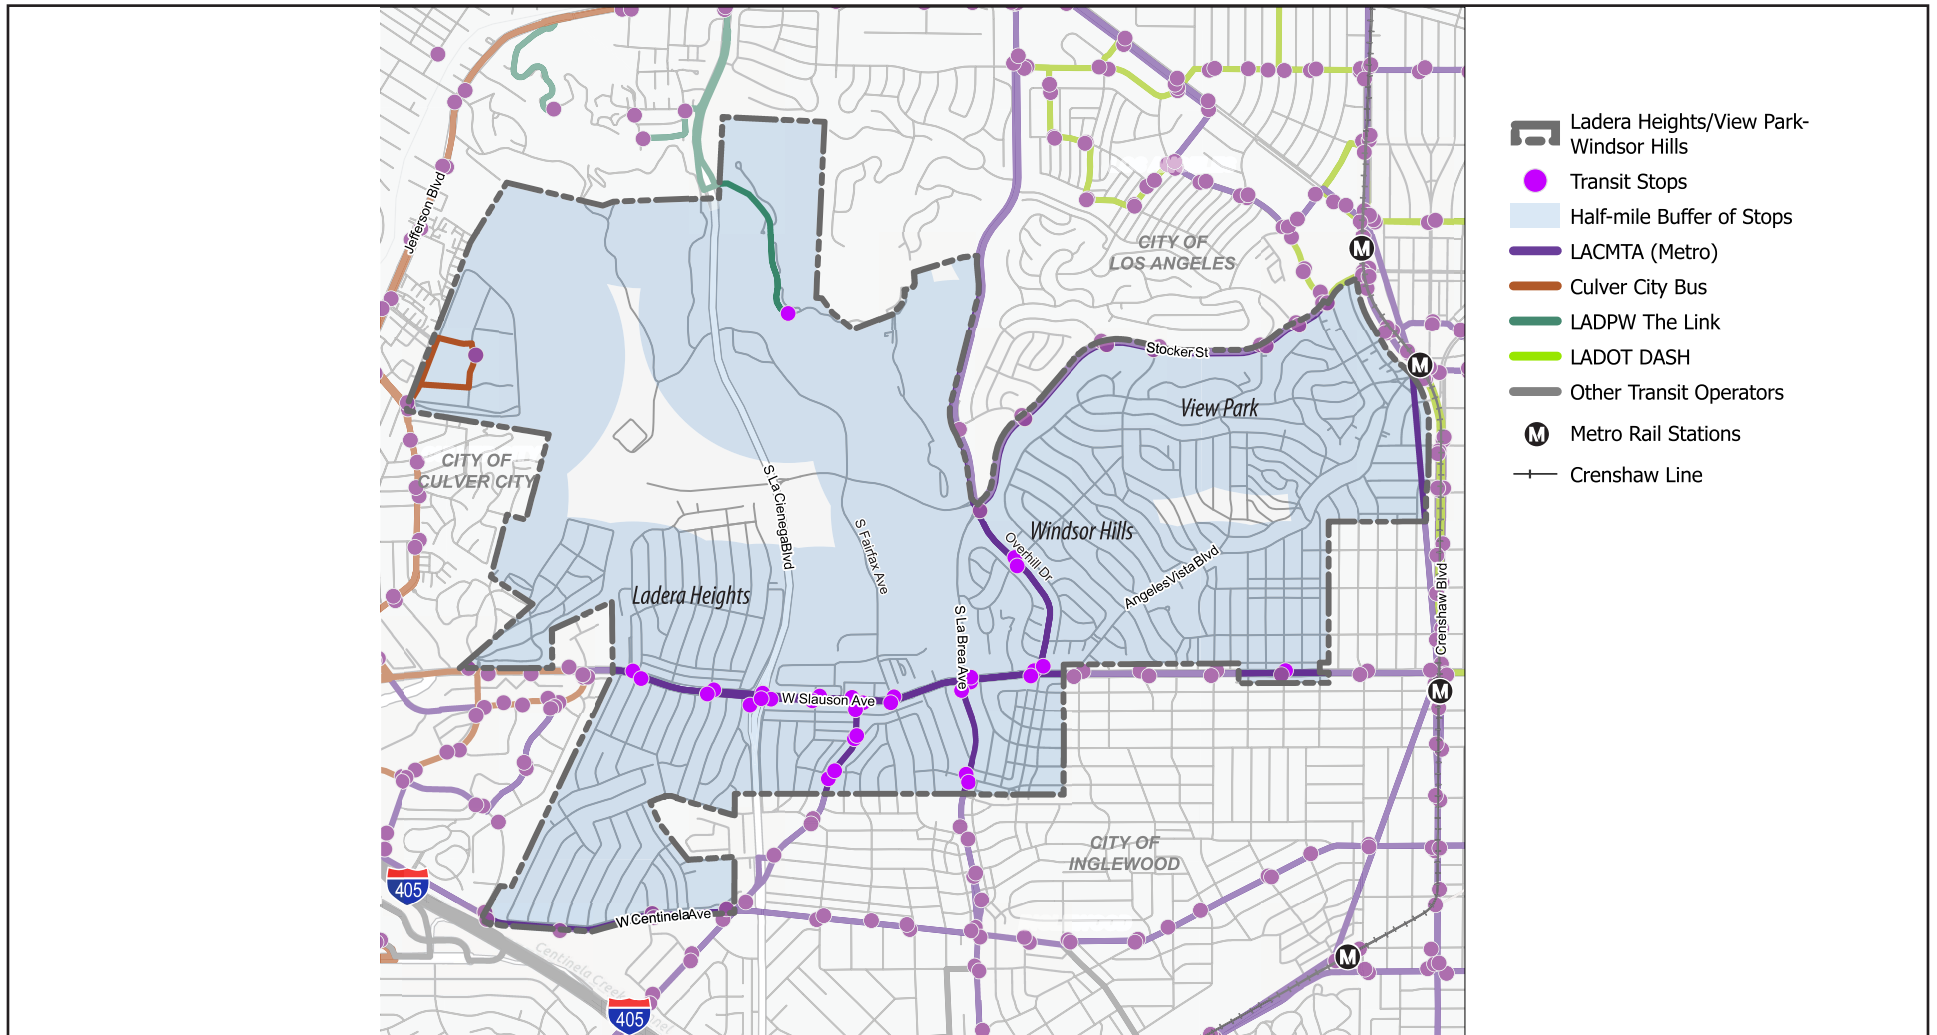 Ladera Heights/View Park-
Windsor Hills
Transit Stops
Half-mile Buffer of Stops
LACMTA (Metro)
Culver City Bus
LADPW The Link
LADOT DASH
Other Transit Operators
M
Metro Rail Stations
Crenshaw Line
Jefferson Blvd
CITY OF
LOS ANGELES
M
Stocker St
M
View Park
CITY OF
CULVER CITY
S La Cienega Blvd
S Fairfax Ave
Windsor Hills
Overhill Dr
Angeles Vista Blvd
Ladera Heights
S La Brea Ave
Crenshaw Blvd
W Slauson Ave
M
CITY OF
INGLEWOOD
405
W Centinela Ave
Centinela Creek
M
405